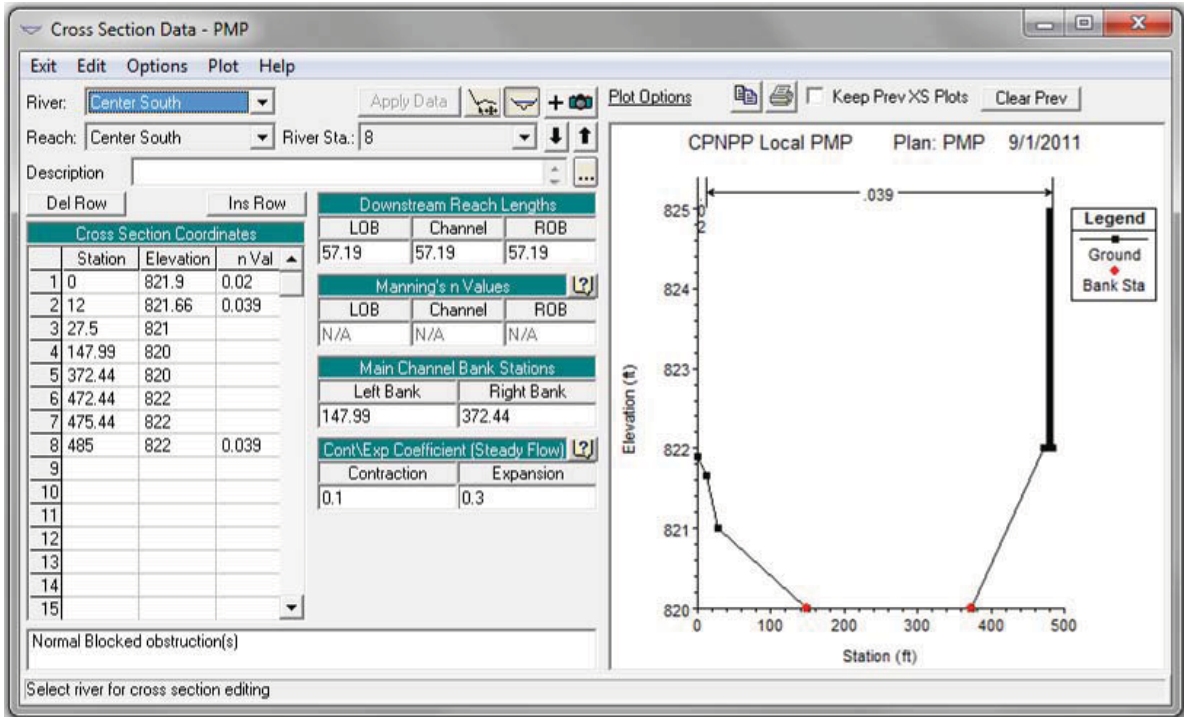 Cross Section Data - PMP
Exit Edit Options Plot Help
River: Center South Apply Data
Reach: Center South River Sta.: 8
Description ...
Del Row Ins Row
Cross Section Coordinates
Station Elevation n Val
1 0 821.9 0.02
2 12 821.66 0.039
3 27.5 821
4 147.99 820
5 372.44 820
6 472.44 822
7 475.44 822
8 485 822 0.039
9
10
11
12
13
14
15
Downstream Reach Lengths
LOB Channel ROB
57.19 57.19 57.19
Manning's n Values
LOB Channel ROB
N/A N/A N/A
Main Channel Bank Stations
Left Bank Right Bank
147.99 372.44
Cont\Exp Coefficient (Steady Flow)
Contraction Expansion
0.1 0.3
Normal Blocked obstruction(s)
Select river for cross section editing
Plot Options Keep Prev XS Plots Clear Prev
CPNPP Local PMP Plan: PMP 9/1/2011
.039
825
824
823
822
821
820
0 100 200 300 400 500
Elevation (ft)
Station (ft)
Legend
Ground
Bank Sta